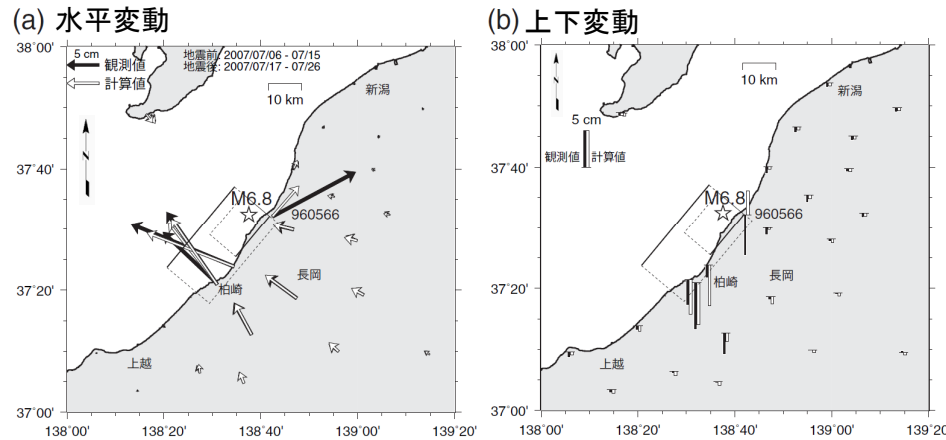 (a) 水平変動
38°00'
5 cm
観測値
計算値
地震前: 2007/07/06 - 07/15
地震後: 2007/07/17 - 07/26
10 km
新潟
N
37°40'
M6.8
960566
長岡
37°20'
柏崎
上越
37°00'
138°00'
138°20'
138°40'
139°00'
139°20'
(b) 上下変動
38°00'
10 km
新潟
N
5 cm
観測値
計算値
37°40'
M6.8
960566
長岡
37°20'
柏崎
上越
37°00'
138°00'
138°20'
138°40'
139°00'
139°20'